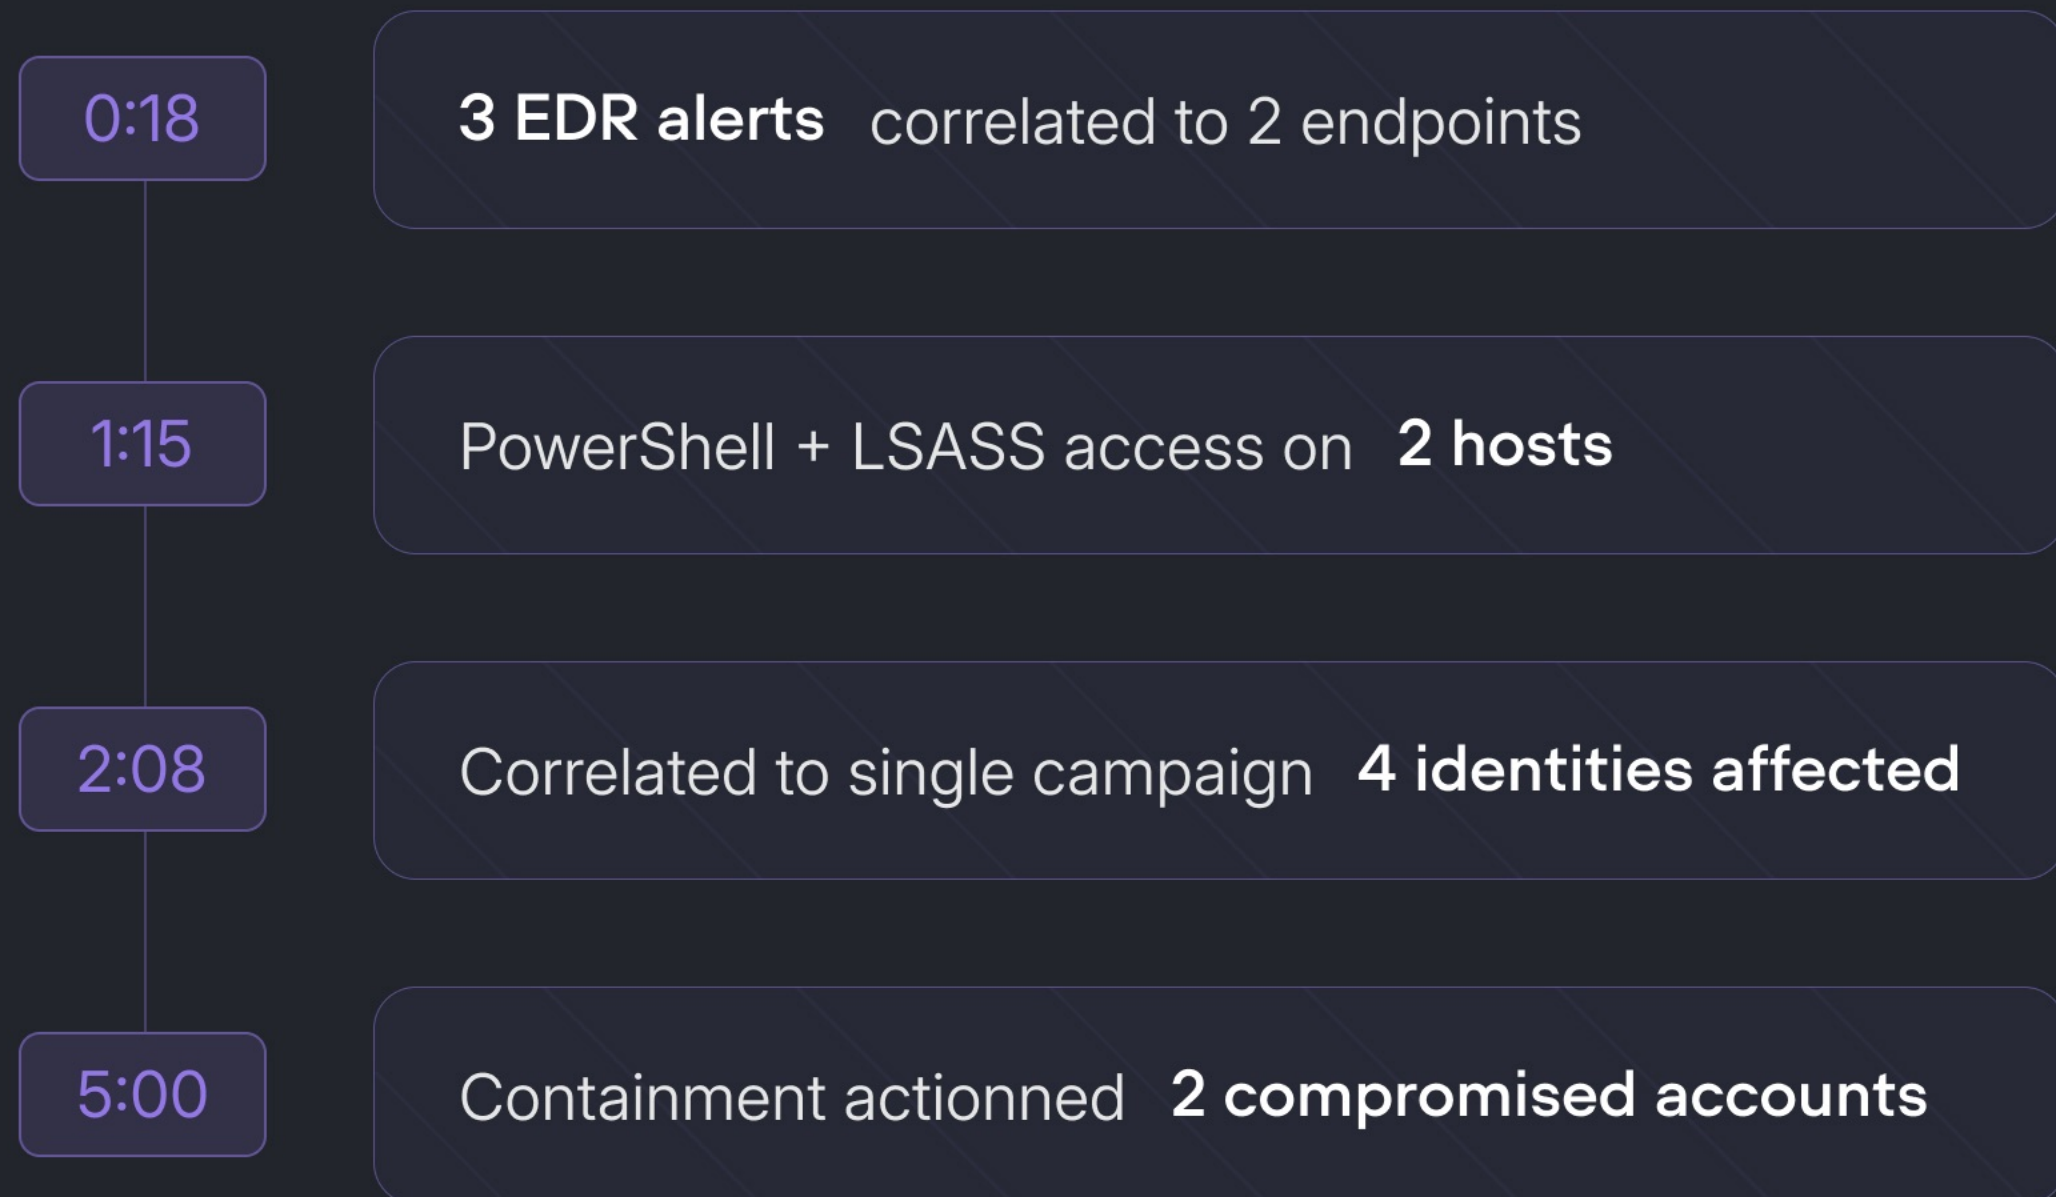 0:18
3 EDR alerts correlated to 2 endpoints
1:15
PowerShell + LSASS access on 2 hosts
2:08
Correlated to single campaign 4 identities affected
5:00
Containment actionned 2 compromised accounts